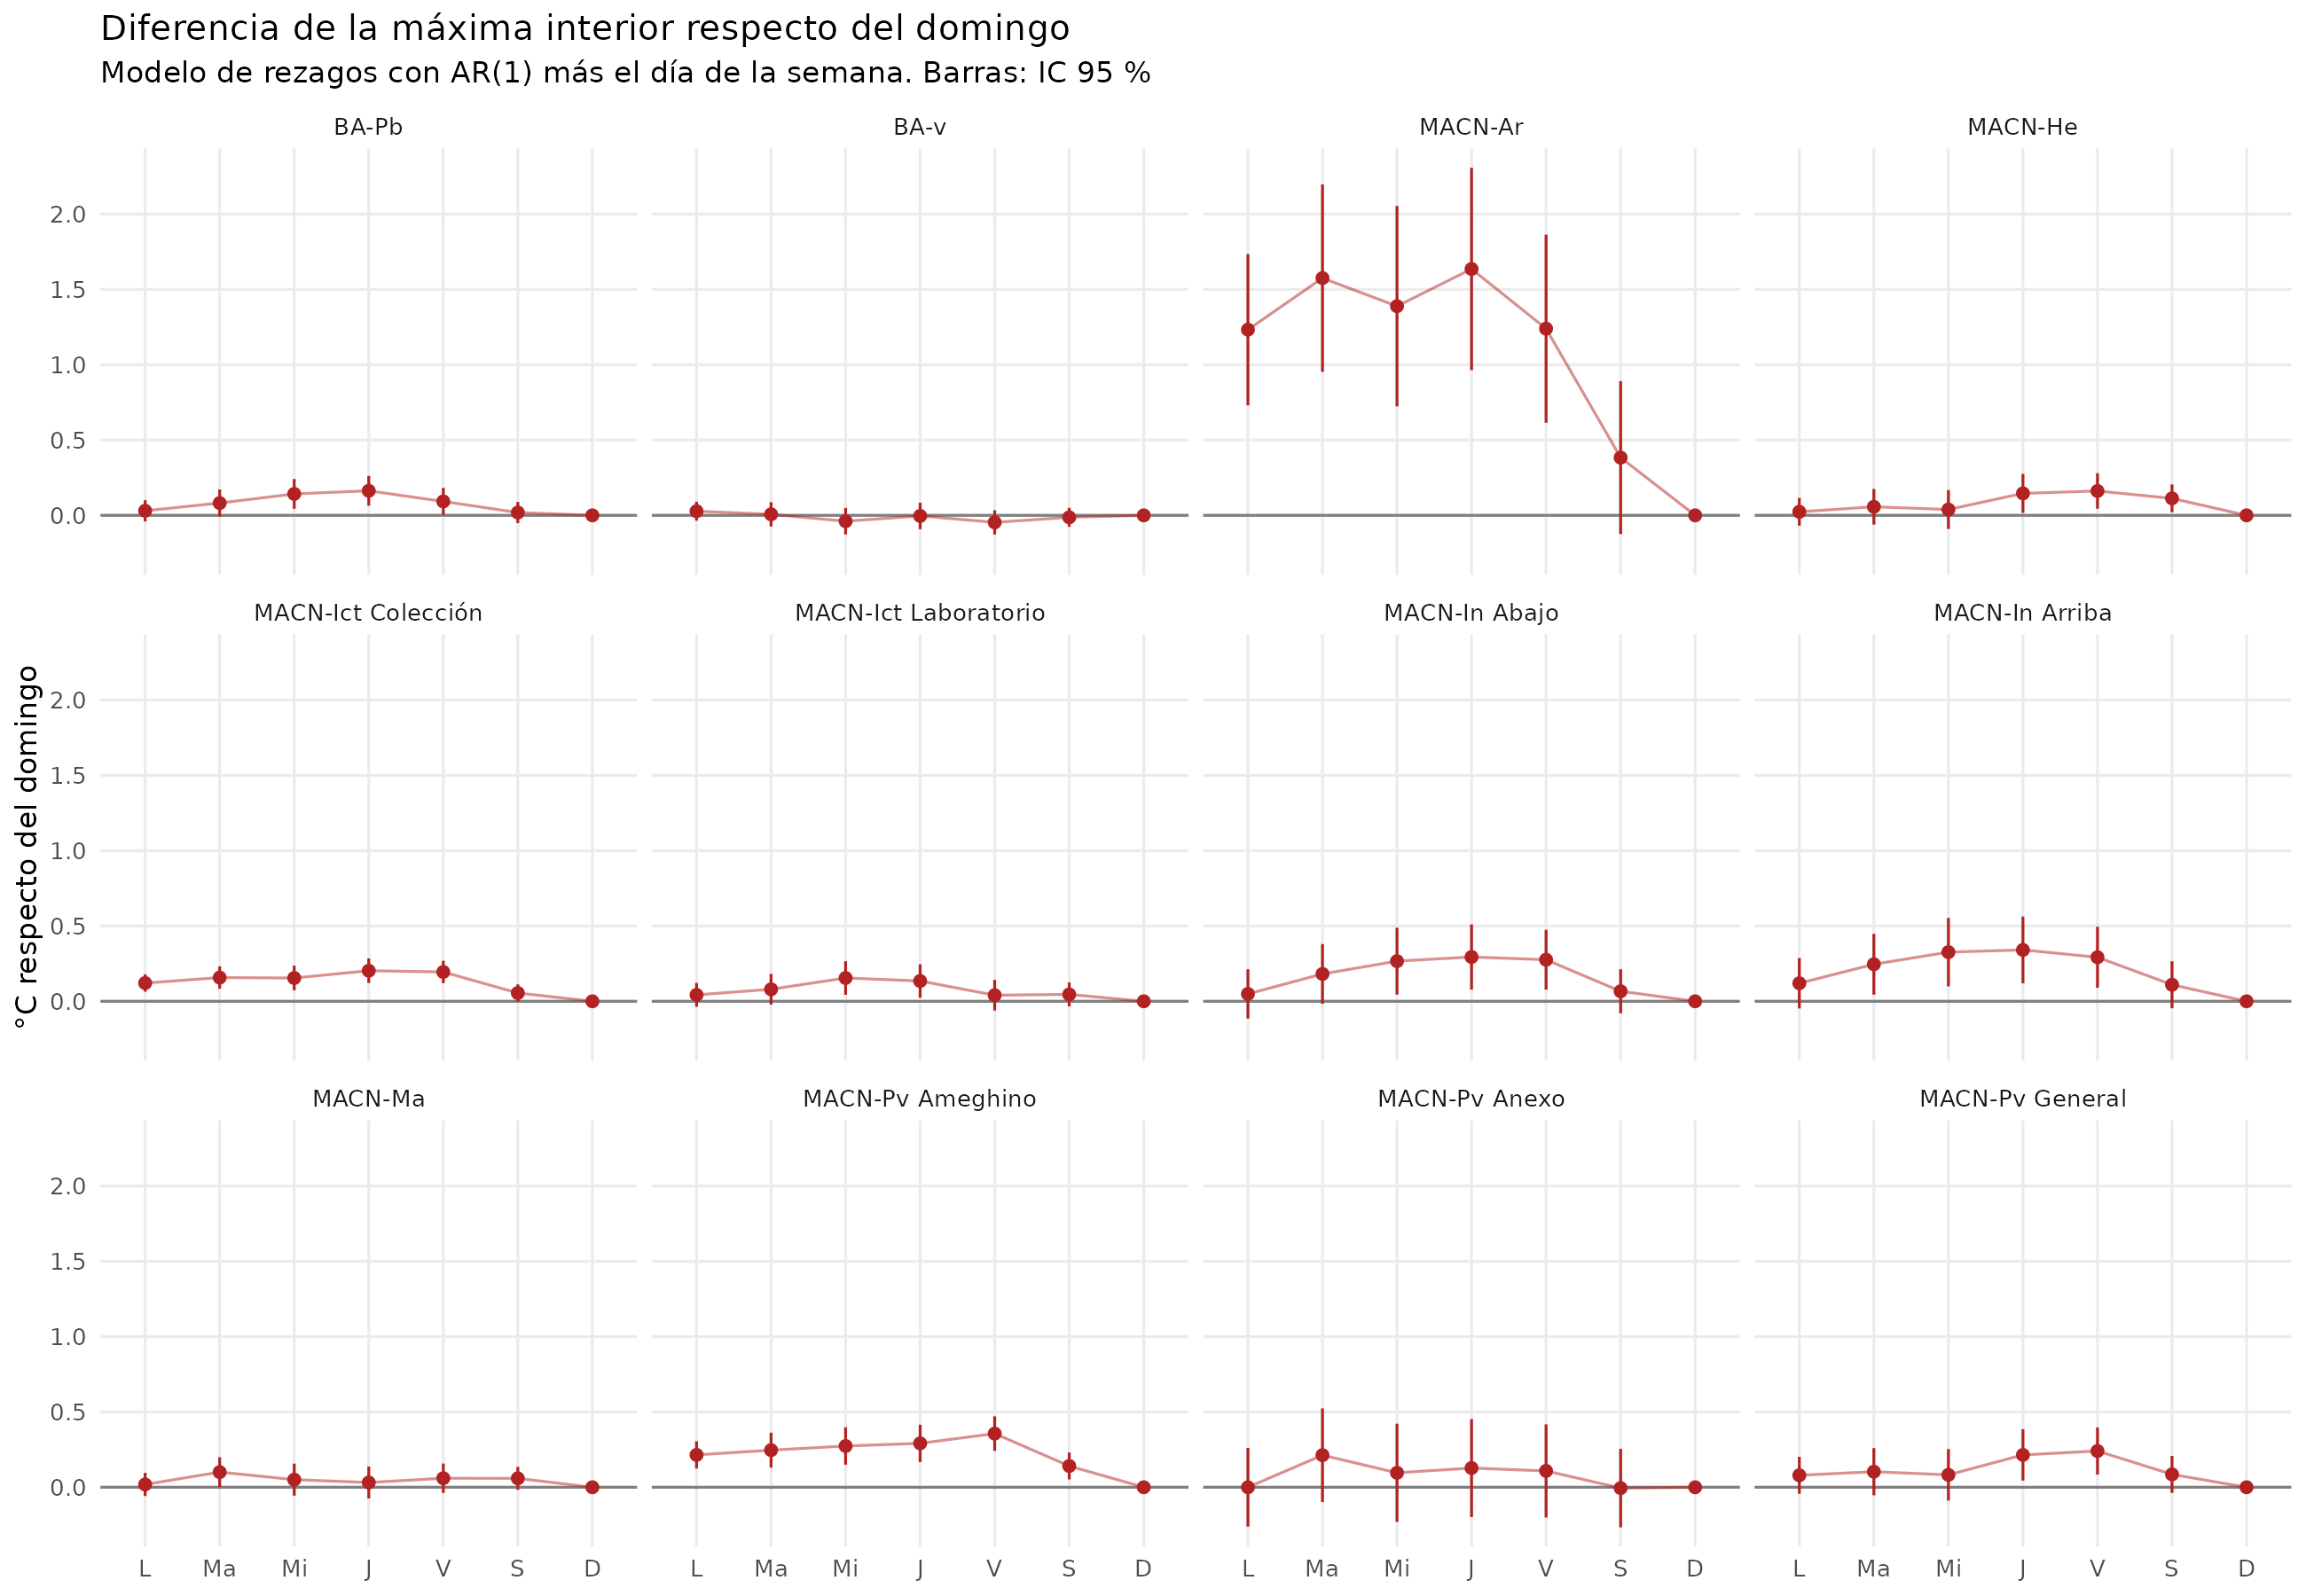 Diferencia de la máxima interior respecto del domingo
Modelo de rezagos con AR(1) más el día de la semana. Barras: IC 95 %
BA-Pb
BA-v
MACN-Ar
MACN-He
2.0
1.5
1.0
0.5
0.0
MACN-Ict Colección
MACN-Ict Laboratorio
MACN-In Abajo
MACN-In Arriba
°C respecto del domingo
2.0
1.5
1.0
0.5
0.0
MACN-Ma
MACN-Pv Ameghino
MACN-Pv Anexo
MACN-Pv General
2.0
1.5
1.0
0.5
0.0
L Ma Mi J V S D
L Ma Mi J V S D
L Ma Mi J V S D
L Ma Mi J V S D